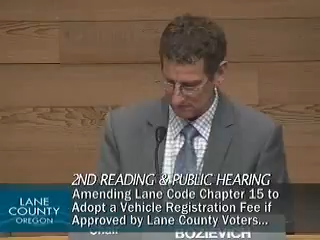 2ND READING & PUBLIC HEARING
Amending Lane Code Chapter 15 to
Adopt a Vehicle Registration Fee if
Approved by Lane County Voters...
LANE
COUNTY
OREGON
Chair
BOZIEVICH